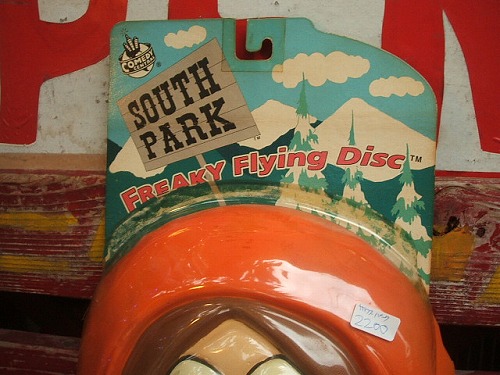 COMEDY
CENTRAL
SOUTH
PARK
FREAKY Flying Disc™
2200